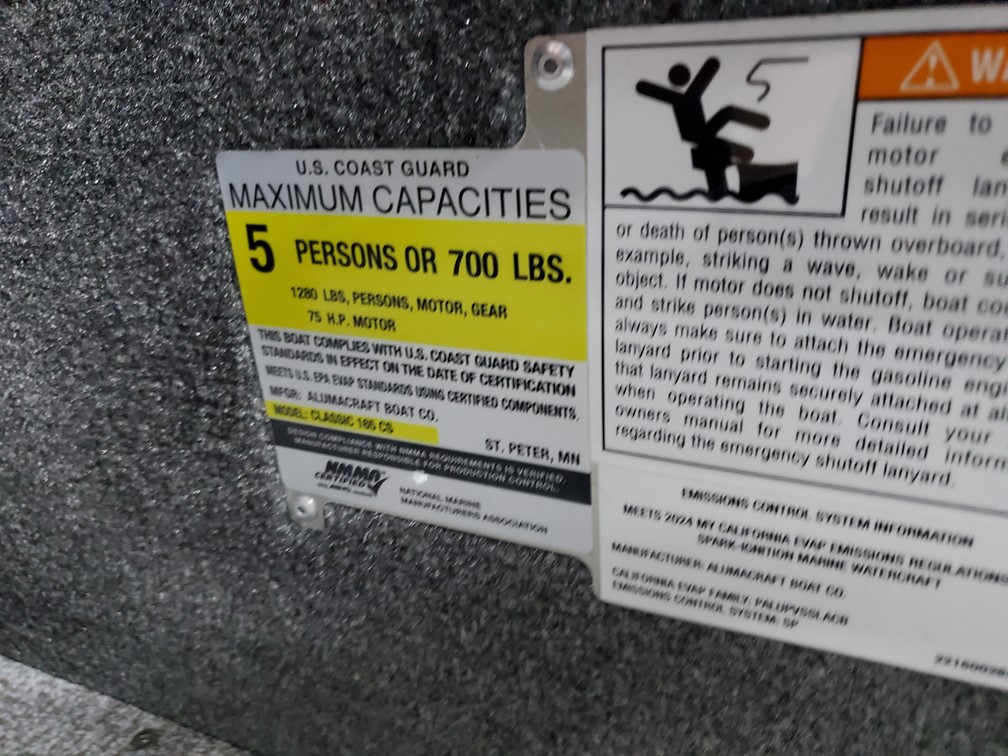 U.S. COAST GUARD
MAXIMUM CAPACITIES
5 PERSONS OR 700 LBS.
1280 LBS, PERSONS, MOTOR, GEAR
75 H.P. MOTOR
THIS BOAT COMPLIES WITH U.S. COAST GUARD SAFETY
STANDARDS IN EFFECT ON THE DATE OF CERTIFICATION
MEETS U.S. EPA EVAP STANDARDS USING CERTIFIED COMPONENTS.
MFGR: ALUMACRAFT BOAT CO.
MODEL: CLASSIC 165 CS
ST. PETER, MN
DESIGN COMPLIANCE WITH NMMA REQUIREMENTS IS VERIFIED.
MANUFACTURER RESPONSIBLE FOR PRODUCTION CONTROL.
NMMA
CERTIFIED
NATIONAL MARINE
MANUFACTURERS ASSOCIATION
Failure to
motor
shutoff
result in
or death of person(s) thrown overboard,
example, striking a wave, wake or
object. If motor does not shutoff, boat
and strike person(s) in water. Boat
always make sure to attach the emergency
lanyard prior to starting the gasoline
that lanyard remains securely attached at
when operating the boat. Consult your
owners manual for more detailed
regarding the emergency shutoff lanyard.
EMISSIONS CONTROL SYSTEM INFORMATION
MEETS 2024 MY CALIFORNIA EVAP EMISSIONS REGULATIONS
SPARK-IGNITION MARINE WATERCRAFT
MANUFACTURER: ALUMACRAFT BOAT CO.
CALIFORNIA EVAP FAMILY:
EMISSIONS CONTROL SYSTEM: SP